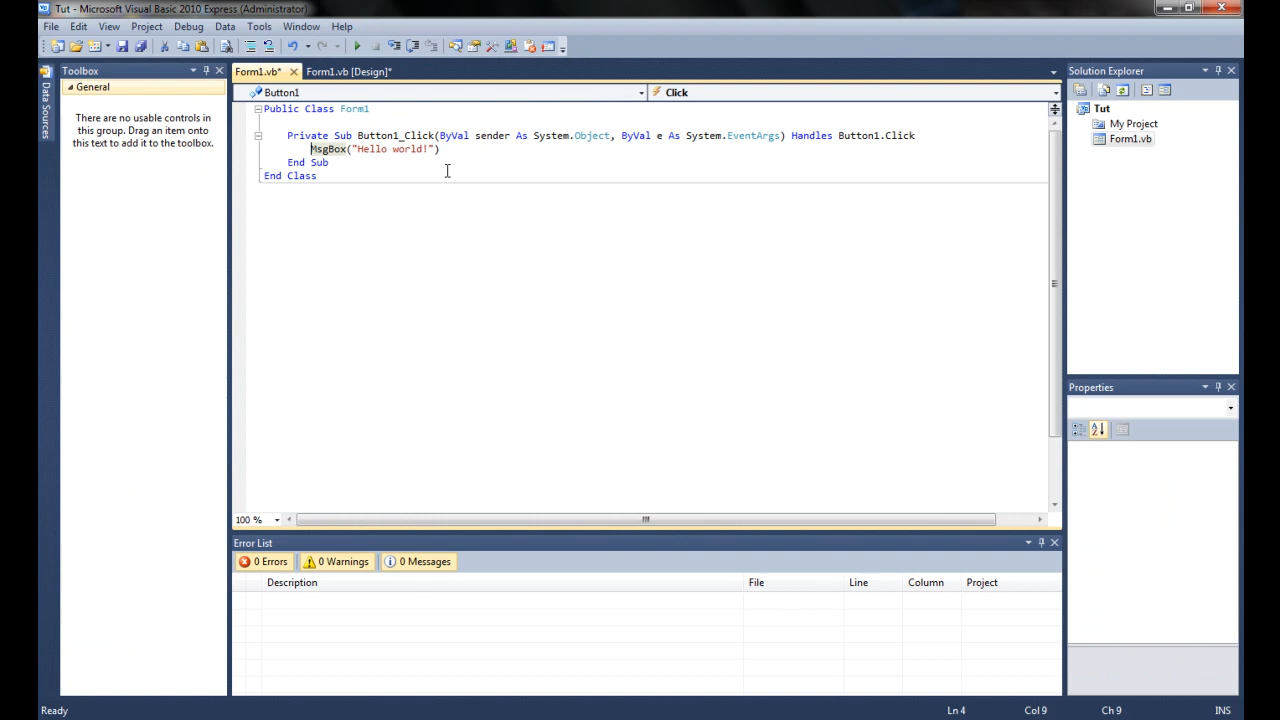 Tut - Microsoft Visual Basic 2010 Express (Administrator)
File Edit View Project Debug Data Tools Window Help
Data Sources
Toolbox
General
There are no usable controls in
this group. Drag an item onto
this text to add it to the toolbox.
Form1.vb* Form1.vb [Design]*
Button1 Click
Public Class Form1
Private Sub Button1_Click(ByVal sender As System.Object, ByVal e As System.EventArgs) Handles Button1.Click
MsgBox("Hello world!")
End Sub
End Class
100 %
Solution Explorer
Tut
My Project
Form1.vb
Properties
Error List
0 Errors 0 Warnings 0 Messages
Description File Line Column Project
Ready Ln 4 Col 9 Ch 9 INS